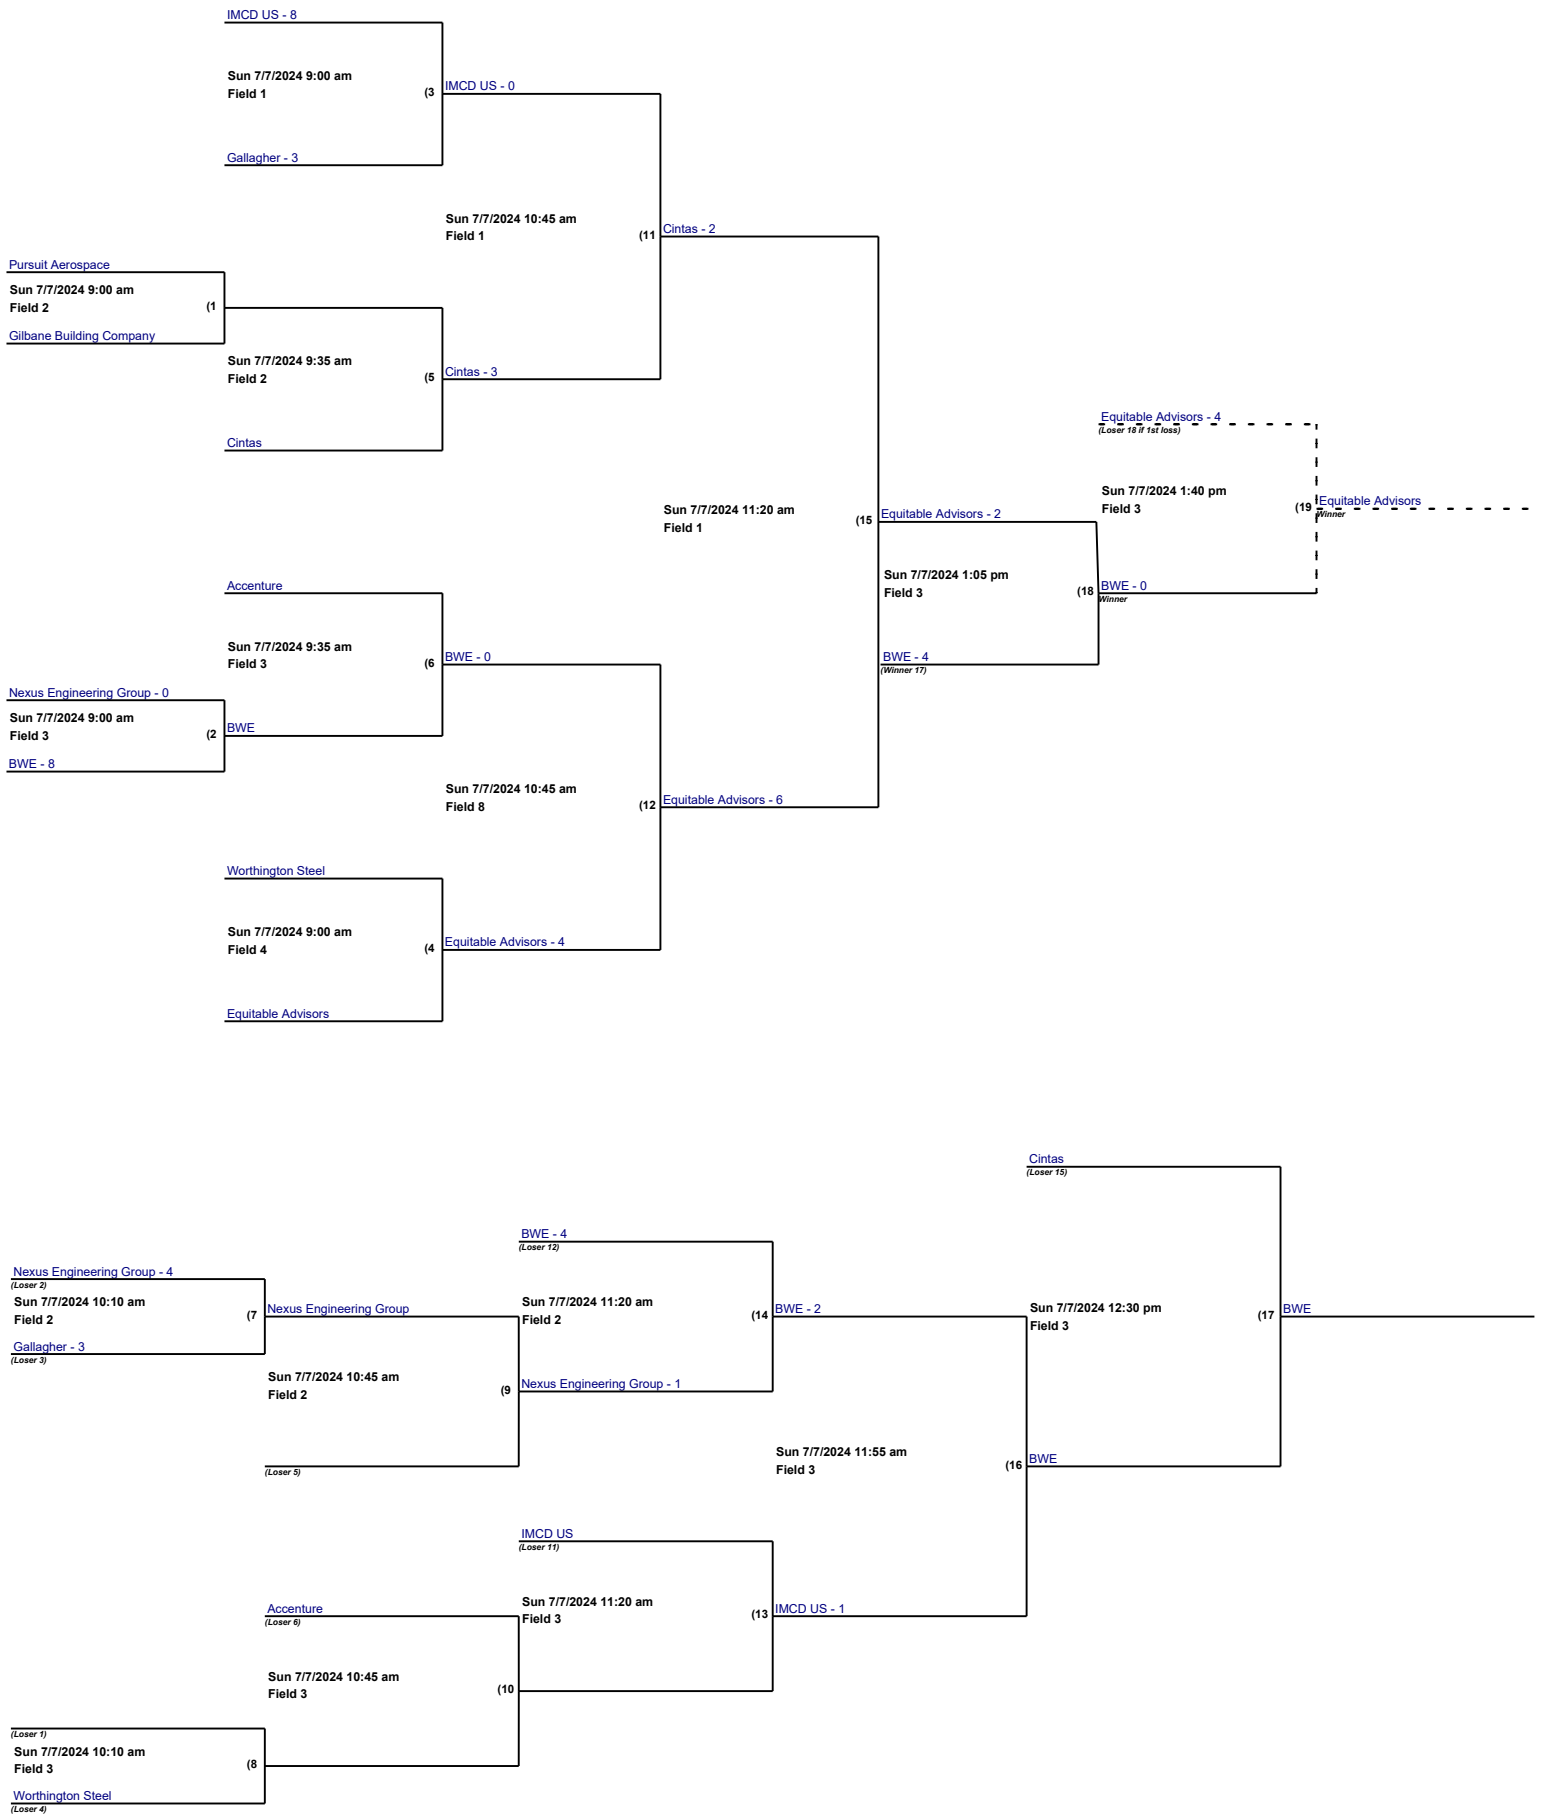 IMCD US - 8
Sun 7/7/2024 9:00 am
Field 1
(3
IMCD US - 0
Gallagher - 3
Sun 7/7/2024 10:45 am
Field 1
(11
Cintas - 2
Pursuit Aerospace
Sun 7/7/2024 9:00 am
Field 2
(1
Gilbane Building Company
Sun 7/7/2024 9:35 am
Field 2
(5
Cintas - 3
Cintas
Equitable Advisors - 4
(Loser 18 if 1st loss)
Sun 7/7/2024 1:40 pm
Field 3
(19
Equitable Advisors
Winner
Sun 7/7/2024 11:20 am
Field 1
(15
Equitable Advisors - 2
Sun 7/7/2024 1:05 pm
Field 3
(18
BWE - 0
Winner
Accenture
Sun 7/7/2024 9:35 am
Field 3
(6
BWE - 0
BWE - 4
(Winner 17)
Nexus Engineering Group - 0
Sun 7/7/2024 9:00 am
Field 3
(2
BWE
BWE - 8
Sun 7/7/2024 10:45 am
Field 8
(12
Equitable Advisors - 6
Worthington Steel
Sun 7/7/2024 9:00 am
Field 4
(4
Equitable Advisors - 4
Equitable Advisors
Cintas
(Loser 15)
BWE - 4
(Loser 12)
Nexus Engineering Group - 4
(Loser 2)
Sun 7/7/2024 10:10 am
Field 2
(7
Nexus Engineering Group
Sun 7/7/2024 11:20 am
Field 2
(14
BWE - 2
Sun 7/7/2024 12:30 pm
Field 3
(17
BWE
Gallagher - 3
(Loser 3)
Sun 7/7/2024 10:45 am
Field 2
(9
Nexus Engineering Group - 1
(Loser 5)
Sun 7/7/2024 11:55 am
Field 3
(16
BWE
IMCD US
(Loser 11)
Accenture
(Loser 6)
Sun 7/7/2024 11:20 am
Field 3
(13
IMCD US - 1
Sun 7/7/2024 10:45 am
Field 3
(10
(Loser 1)
Sun 7/7/2024 10:10 am
Field 3
(8
Worthington Steel
(Loser 4)